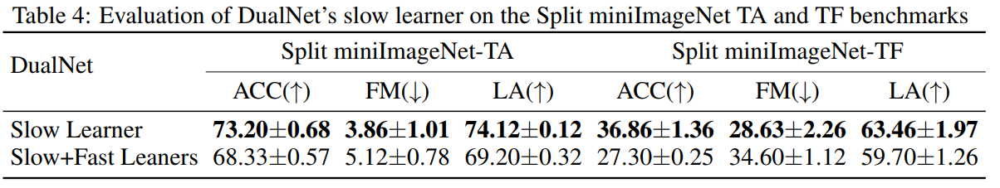 Table 4: Evaluation of DualNet's slow learner on the Split miniImageNet TA and TF benchmarks
DualNet Split miniImageNet-TA Split miniImageNet-TF
ACC(↑) FM(↓) LA(↑) ACC(↑) FM(↓) LA(↑)
Slow Learner 73.20±0.68 3.86±1.01 74.12±0.12 36.86±1.36 28.63±2.26 63.46±1.97
Slow+Fast Leaners 68.33±0.57 5.12±0.78 69.20±0.32 27.30±0.25 34.60±1.12 59.70±1.26